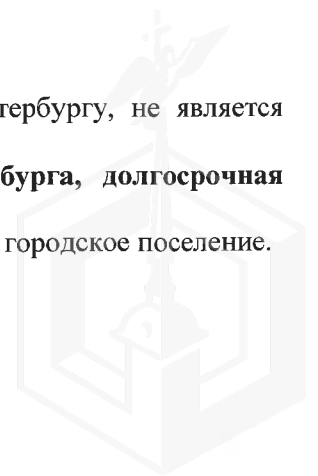 тербургу, не является
бурга, долгосрочная
городское поселение.